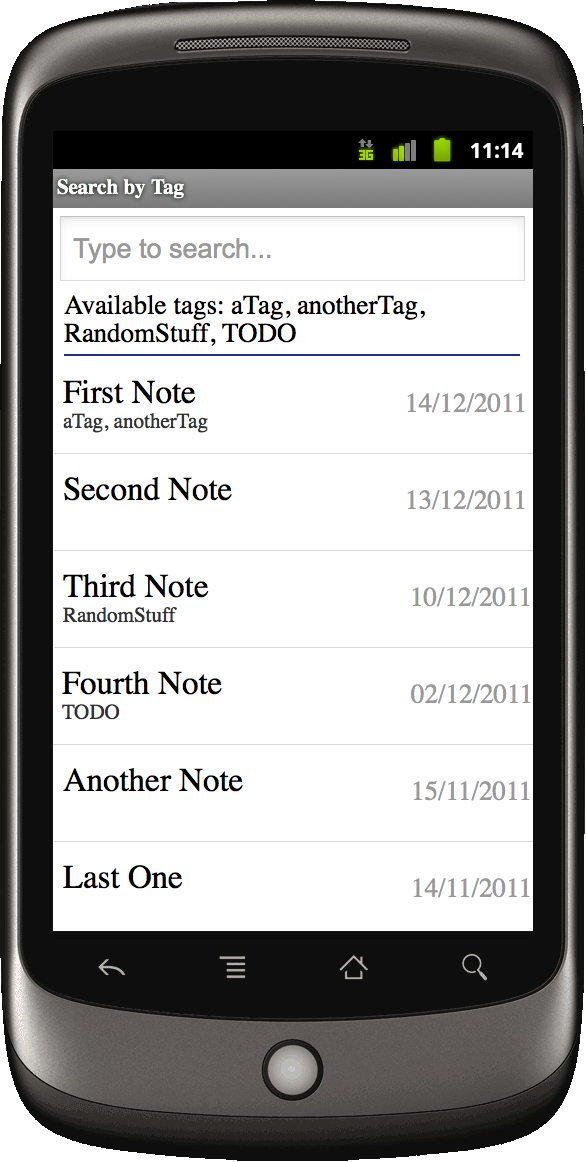 3G
11:14
Search by Tag
Type to search...
Available tags: aTag, anotherTag,
RandomStuff, TODO
First Note
14/12/2011
aTag, anotherTag
Second Note
13/12/2011
Third Note
10/12/2011
RandomStuff
Fourth Note
02/12/2011
TODO
Another Note
15/11/2011
Last One
14/11/2011